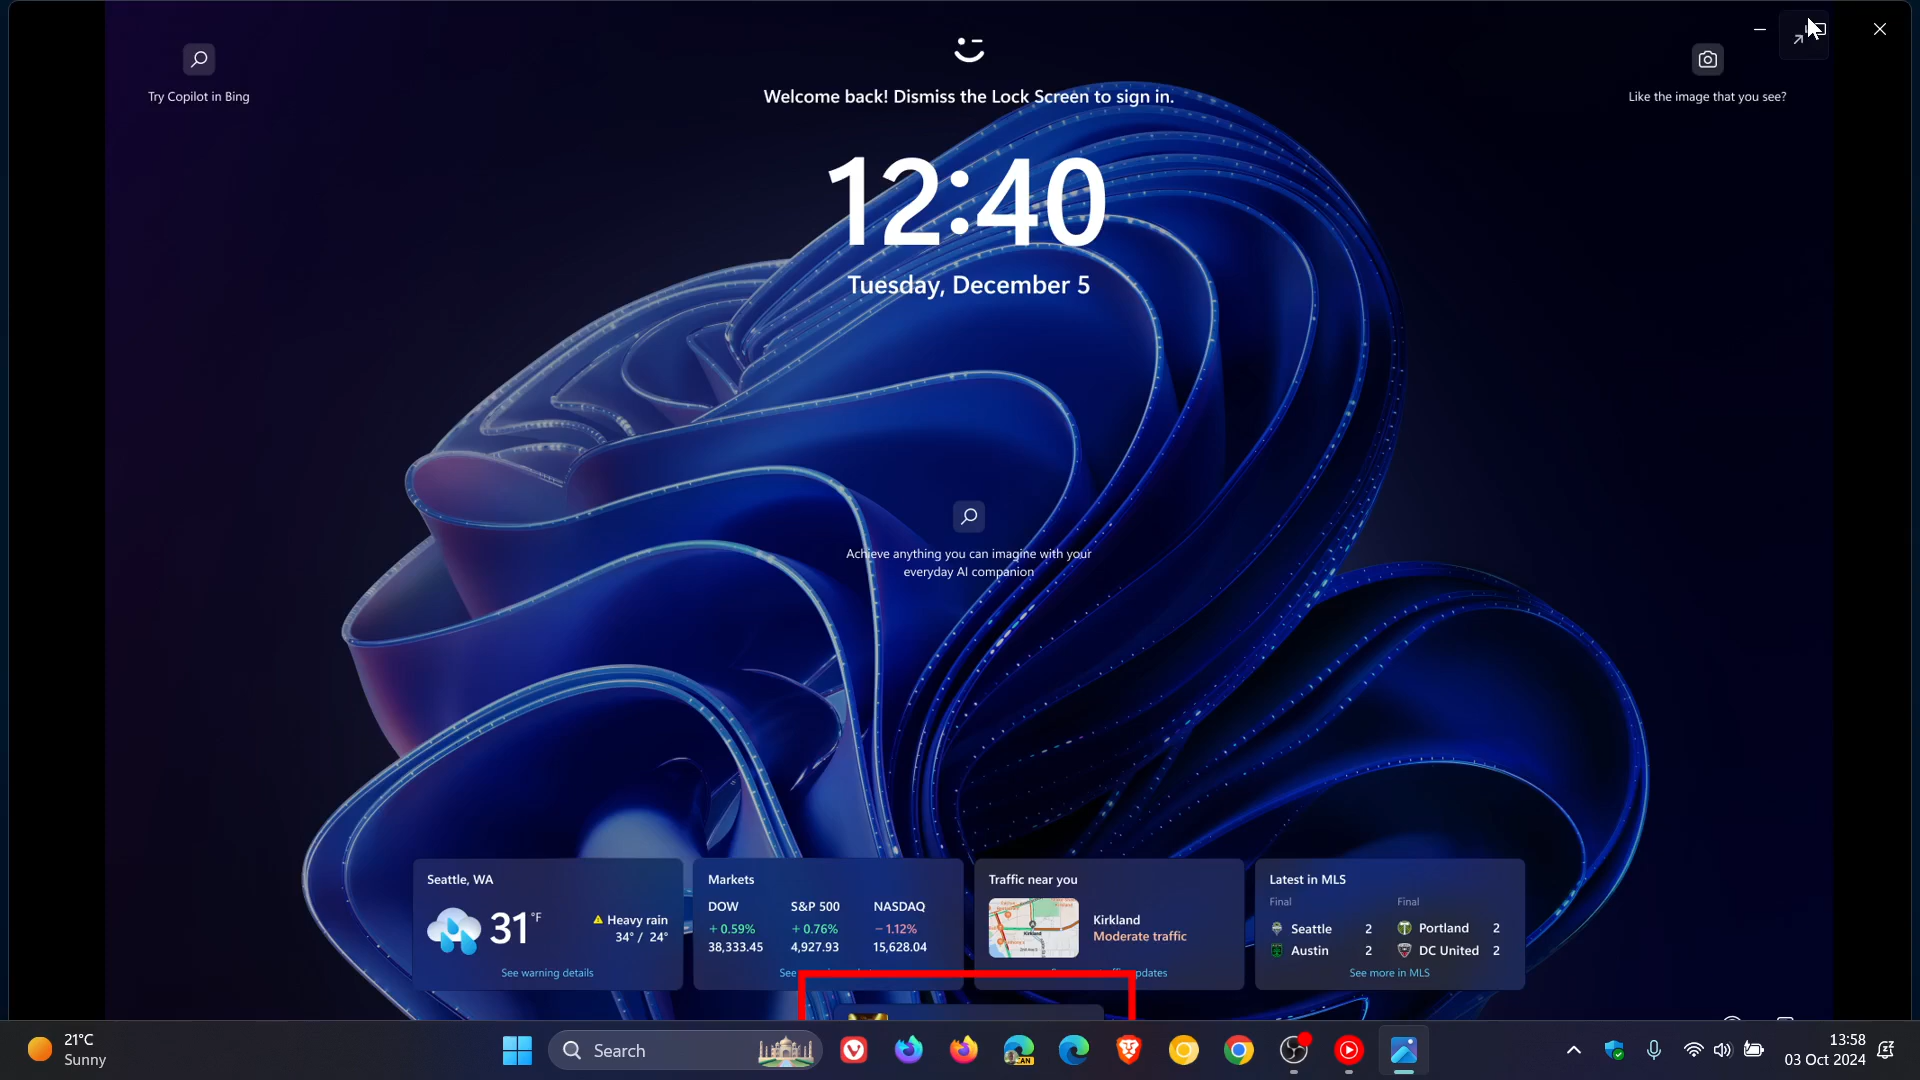 Try Copilot in Bing
Welcome back! Dismiss the Lock Screen to sign in.
Like the image that you see?
12:40
Tuesday, December 5
Achieve anything you can imagine with your
everyday AI companion
Seattle, WA
31°F
Heavy rain
34° / 24°
See warning details
Markets
DOW S&P 500 NASDAQ
+0.59% +0.76% −1.12%
38,333.45 4,927.93 15,628.04
Traffic near you
Kirkland
Moderate traffic
Latest in MLS
Final Final
Seattle 2 Portland 2
Austin 2 DC United 2
See more in MLS
21°C
Sunny
Search
CAN
13:58
03 Oct 2024